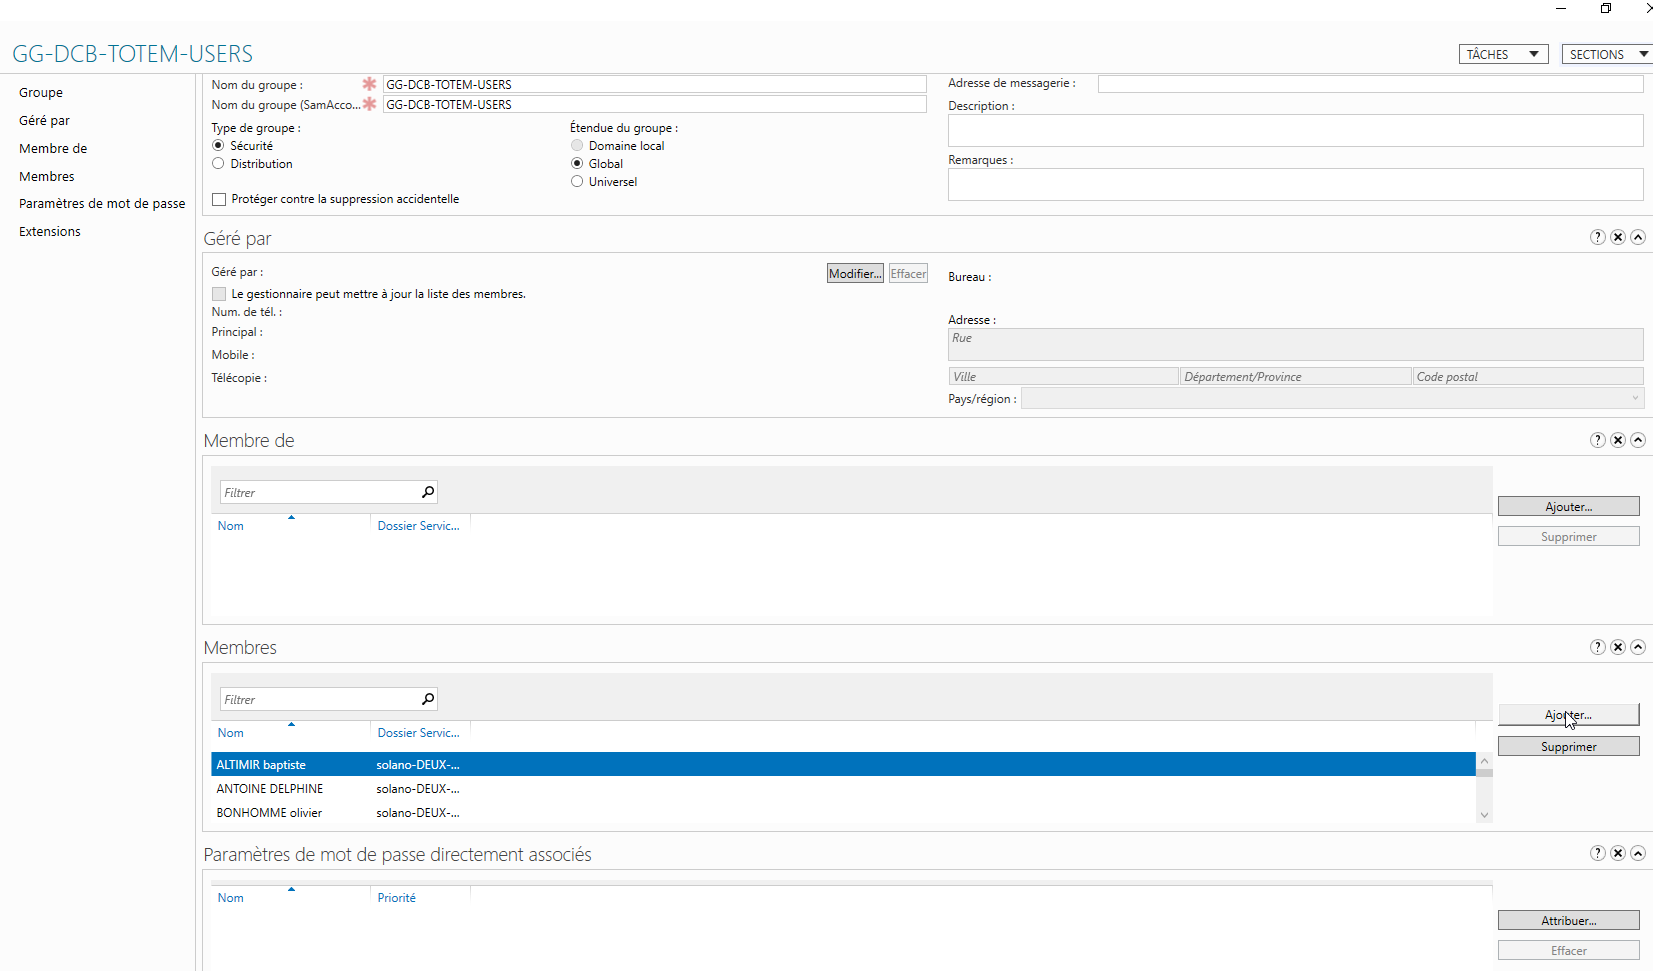 GG-DCB-TOTEM-USERS
TÂCHES
SECTIONS
Groupe
Géré par
Membre de
Membres
Paramètres de mot de passe
Extensions
Nom du groupe :
GG-DCB-TOTEM-USERS
Nom du groupe (SamAcco...
GG-DCB-TOTEM-USERS
Type de groupe :
Sécurité
Distribution
Étendue du groupe :
Domaine local
Global
Universel
Protéger contre la suppression accidentelle
Adresse de messagerie :
Description :
Remarques :
Géré par
Géré par :
Modifier...
Effacer
Le gestionnaire peut mettre à jour la liste des membres.
Num. de tél. :
Principal :
Mobile :
Télécopie :
Bureau :
Adresse :
Rue
Ville
Département/Province
Code postal
Pays/région :
Membre de
Filtrer
Nom
Dossier Servic...
Ajouter...
Supprimer
Membres
Filtrer
Nom
Dossier Servic...
ALTIMIR baptiste solano-DEUX-...
ANTOINE DELPHINE solano-DEUX-...
BONHOMME olivier solano-DEUX-...
Ajouter...
Supprimer
Paramètres de mot de passe directement associés
Nom
Priorité
Attribuer...
Effacer